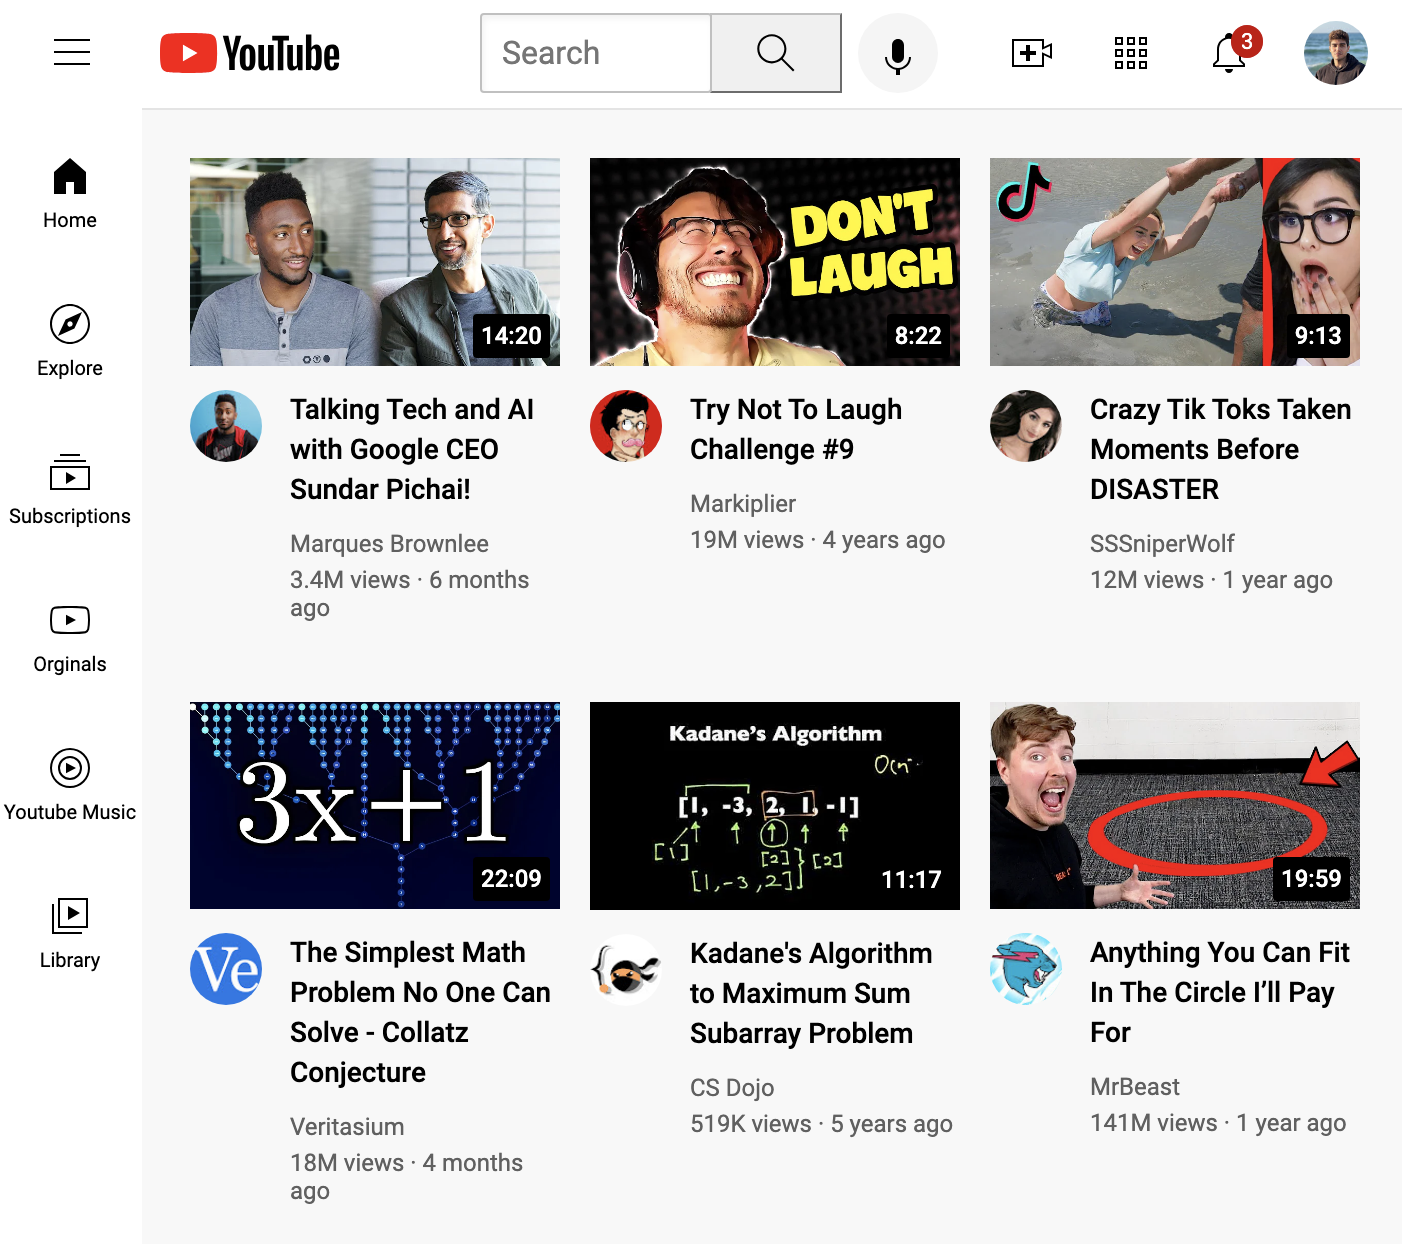 YouTube
Search
3
Home
Explore
Subscriptions
Orginals
Youtube Music
Library
14:20
Talking Tech and AI
with Google CEO
Sundar Pichai!
Marques Brownlee
3.4M views · 6 months
ago
DON'T
LAUGH
8:22
Try Not To Laugh
Challenge #9
Markiplier
19M views · 4 years ago
9:13
Crazy Tik Toks Taken
Moments Before
DISASTER
SSSniperWolf
12M views · 1 year ago
3x+1
22:09
Ve
The Simplest Math
Problem No One Can
Solve - Collatz
Conjecture
Veritasium
18M views · 4 months
ago
Kadane's Algorithm
[1, -3, 2, 1, -1]
[1]
[2]
[2]
[1,-3,2]
11:17
Kadane's Algorithm
to Maximum Sum
Subarray Problem
CS Dojo
519K views · 5 years ago
19:59
Anything You Can Fit
In The Circle I’ll Pay
For
MrBeast
141M views · 1 year ago